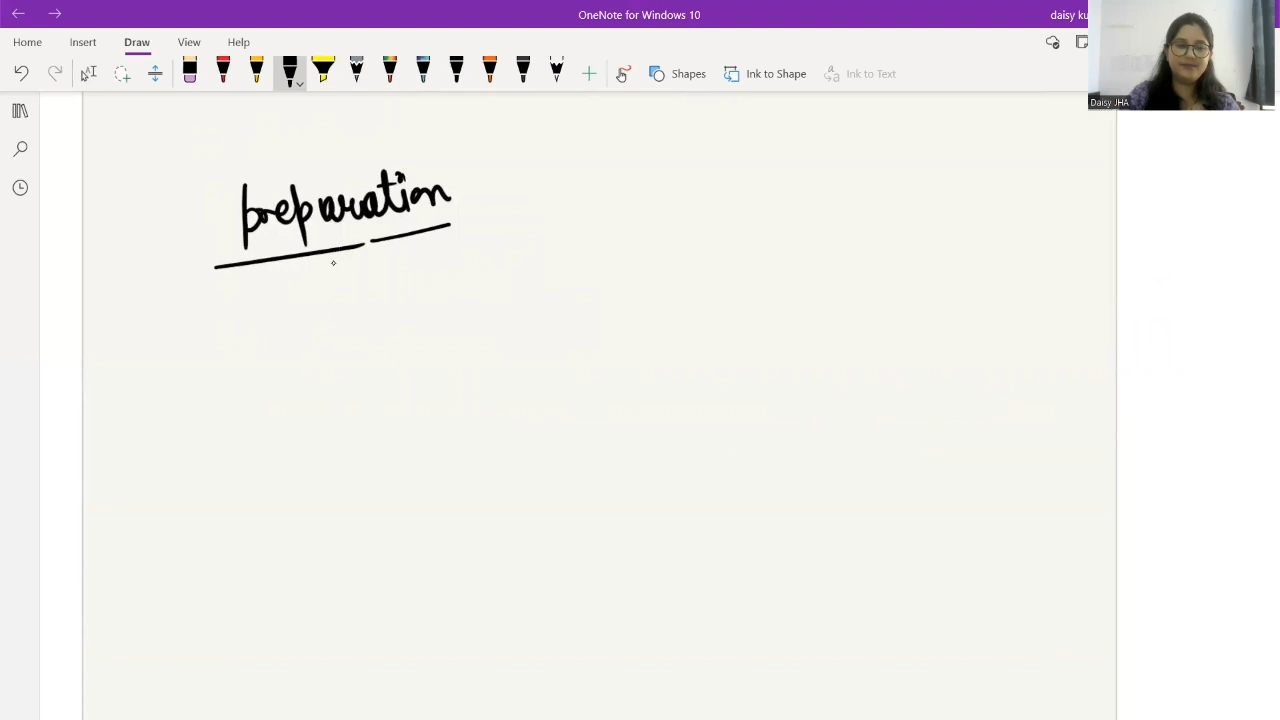 OneNote for Windows 10
daisy ku
Home Insert Draw View Help
Shapes Ink to Shape Ink to Text
Daisy JHA
preparation